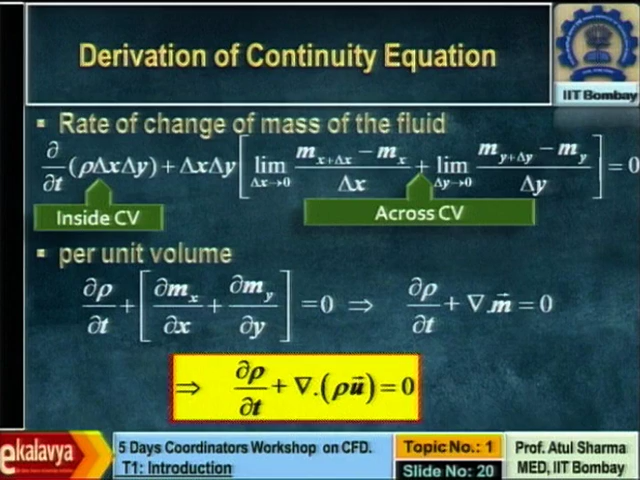 Derivation of Continuity Equation
IIT Bombay
▪ Rate of change of mass of the fluid
∂/∂t (ρΔxΔy) + ΔxΔy [ lim Δx→0 (m_{x+Δx} − m_x)/Δx + lim Δy→0 (m_{y+Δy} − m_y)/Δy ] = 0
Inside CV
Across CV
▪ per unit volume
∂ρ/∂t + [ ∂m_x/∂x + ∂m_y/∂y ] = 0 ⇒ ∂ρ/∂t + ∇.m⃗ = 0
⇒ ∂ρ/∂t + ∇.(ρu⃗) = 0
ekalavya
5 Days Coordinators Workshop on CFD.
T1: Introduction
Topic No.: 1
Slide No: 20
Prof. Atul Sharma
MED, IIT Bombay